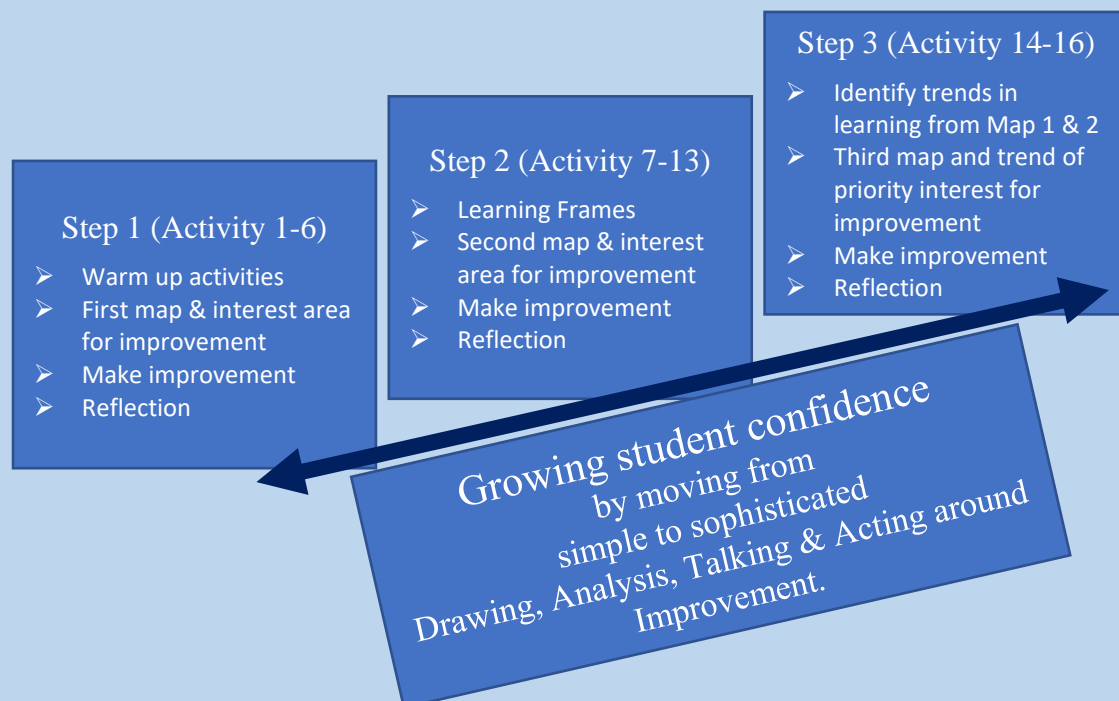 Step 1 (Activity 1-6)
➢ Warm up activities
➢ First map & interest area
for improvement
➢ Make improvement
➢ Reflection
Step 2 (Activity 7-13)
➢ Learning Frames
➢ Second map & interest
area for improvement
➢ Make improvement
➢ Reflection
Step 3 (Activity 14-16)
➢ Identify trends in
learning from Map 1 & 2
➢ Third map and trend of
priority interest for
improvement
➢ Make improvement
➢ Reflection
Growing student confidence
by moving from
simple to sophisticated
Drawing, Analysis, Talking & Acting around
Improvement.